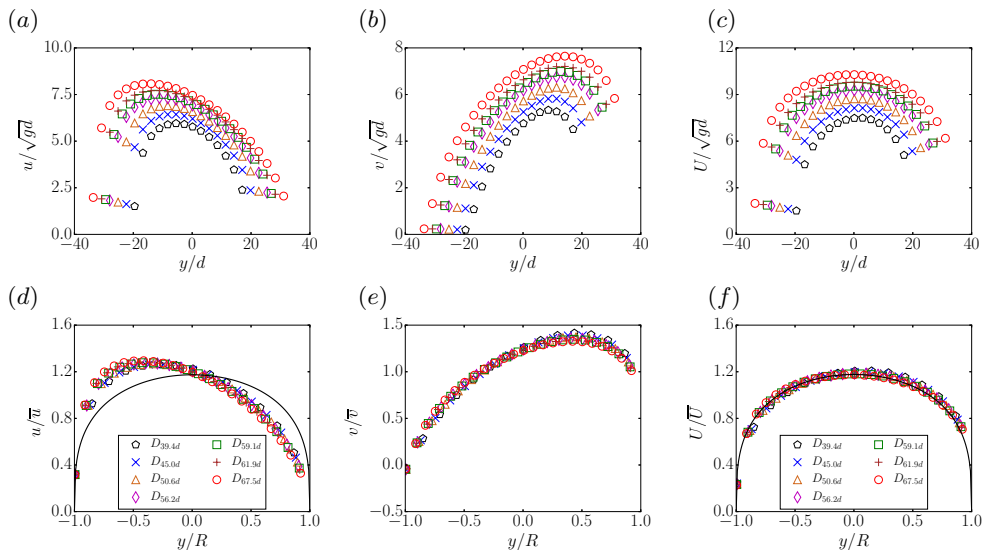 (a) (b) (c)
10.0 8 12
7.5 6 9
5.0 4 6
2.5 2 3
0.0 0 0
u/√gd v/√gd U/√gd
−40 −20 0 20 40 −40 −20 0 20 40 −40 −20 0 20 40
y/d y/d y/d
(d) (e) (f)
1.6 1.5 1.6
1.2 1.0 1.2
0.8 0.5 0.8
0.4 0.0 0.4
0.0 −0.5 0.0
u/u̅ v/v̅ U/U̅
D39.4d D59.1d D39.4d D59.1d
D45.0d D61.9d D45.0d D61.9d
D50.6d D67.5d D50.6d D67.5d
D56.2d D56.2d
−1.0 −0.5 0.0 0.5 1.0 −1.0 −0.5 0.0 0.5 1.0 −1.0 −0.5 0.0 0.5 1.0
y/R y/R y/R